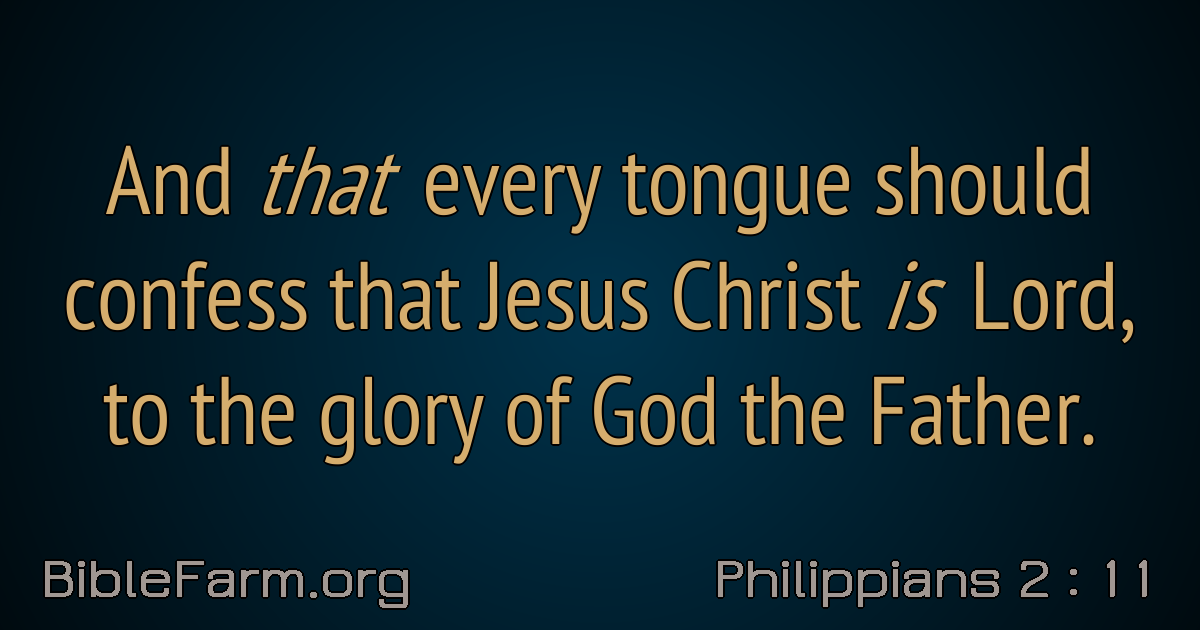 And that every tongue should
confess that Jesus Christ is Lord,
to the glory of God the Father.
BibleFarm.org
Philippians 2 : 11